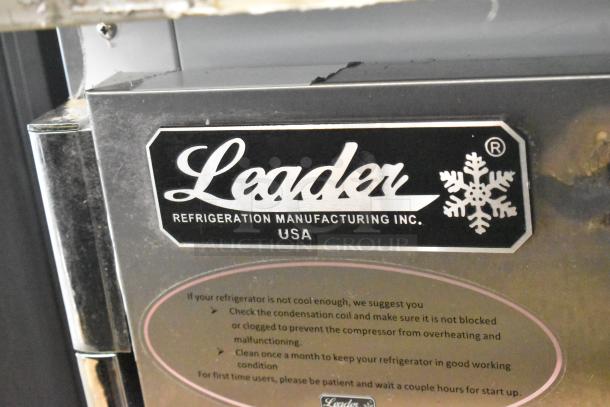 Leader
®
REFRIGERATION MANUFACTURING INC.
USA
AUCTION GROUP
If your refrigerator is not cool enough, we suggest you
➤ Check the condensation coil and make sure it is not blocked
or clogged to prevent the compressor from overheating and
malfunctioning.
➤ Clean once a month to keep your refrigerator in good working
condition
For first time users, please be patient and wait a couple hours for start up.
Leader